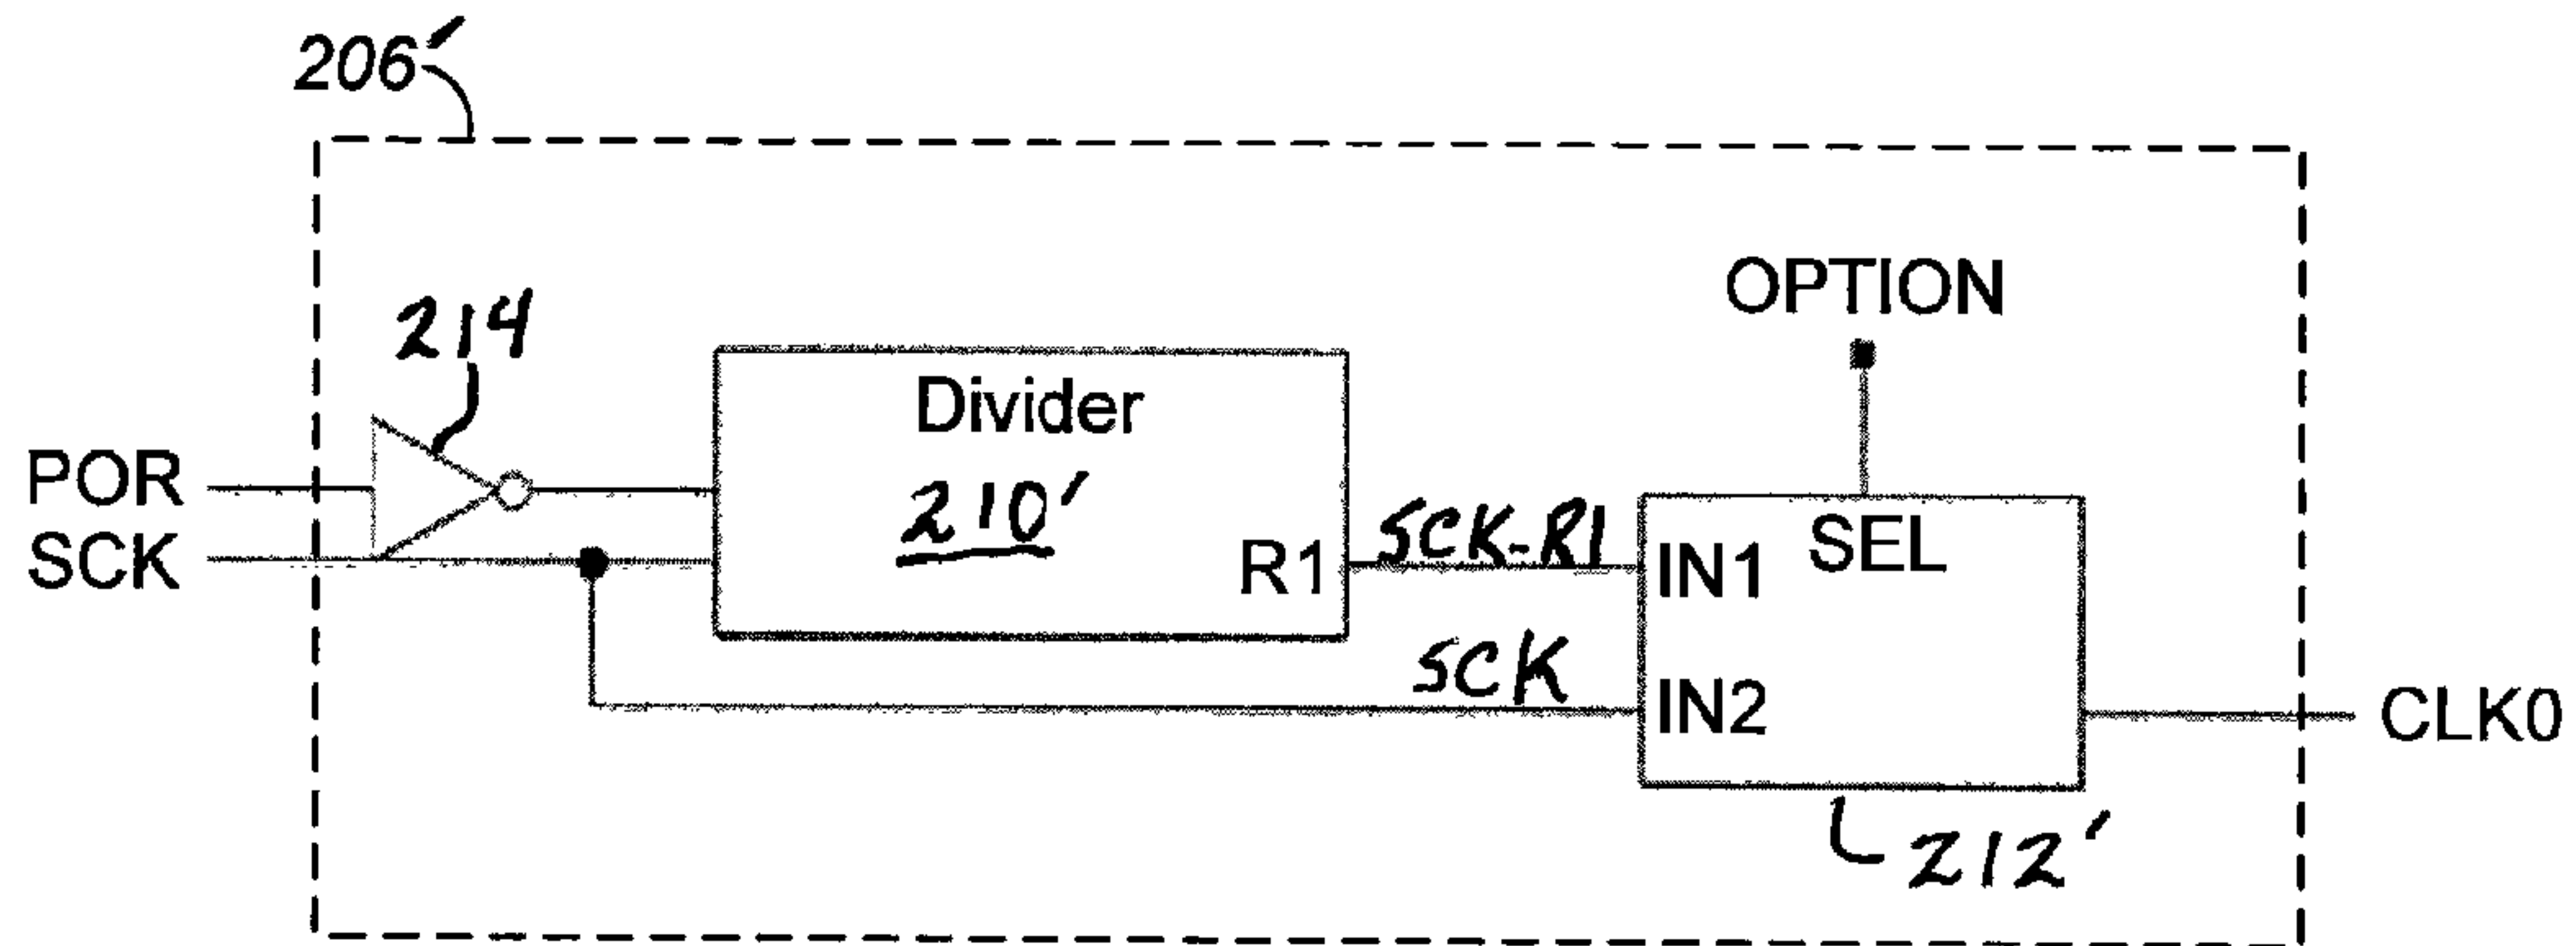 206'
OPTION
214
Divider
210'
POR
SCK
R1
SCK-R1
IN1
SEL
SCK
IN2
CLK0
212'